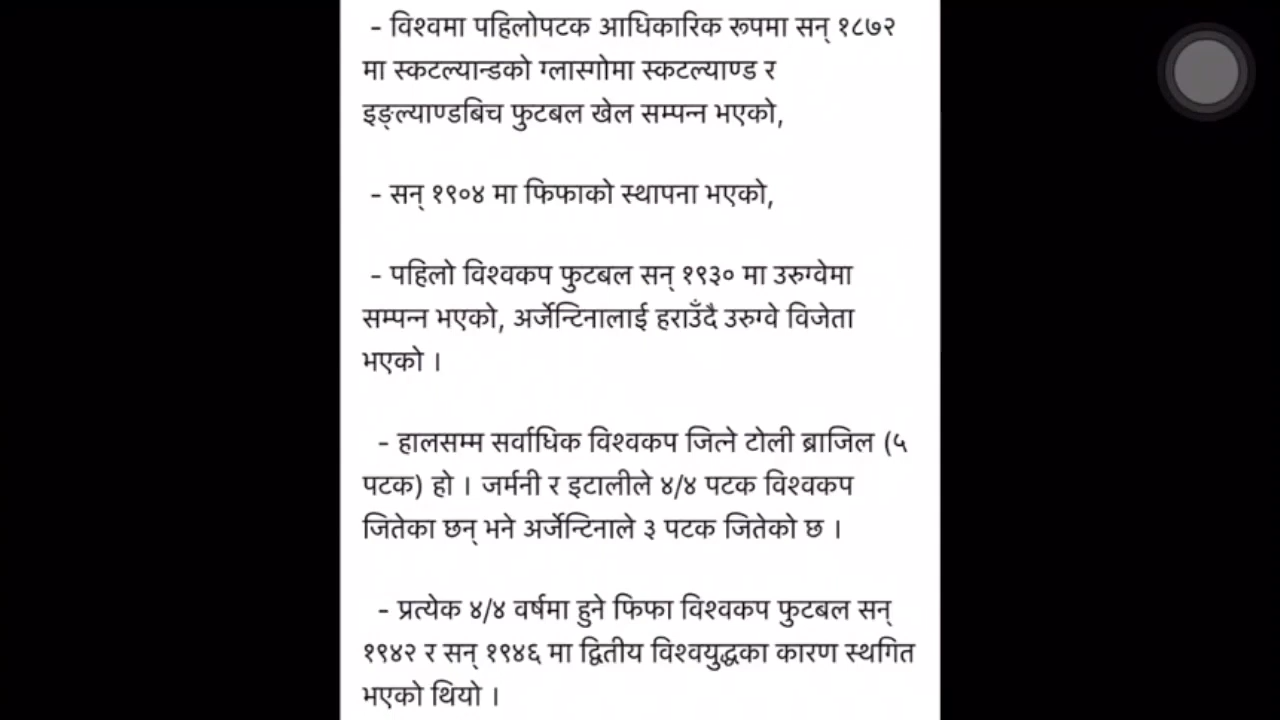 - विश्वमा पहिलोपटक आधिकारिक रूपमा सन् १८७२
मा स्कटल्यान्डको ग्लास्गोमा स्कटल्याण्ड र
इङ्ल्याण्डबिच फुटबल खेल सम्पन्न भएको,
- सन् १९०४ मा फिफाको स्थापना भएको,
- पहिलो विश्वकप फुटबल सन् १९३० मा उरुग्वेमा
सम्पन्न भएको, अर्जेन्टिनालाई हराउँदै उरुग्वे विजेता
भएको ।
- हालसम्म सर्वाधिक विश्वकप जित्ने टोली ब्राजिल (५
पटक) हो । जर्मनी र इटालीले ४/४ पटक विश्वकप
जितेका छन् भने अर्जेन्टिनाले ३ पटक जितेको छ ।
- प्रत्येक ४/४ वर्षमा हुने फिफा विश्वकप फुटबल सन्
१९४२ र सन् १९४६ मा द्वितीय विश्वयुद्धका कारण स्थगित
भएको थियो ।